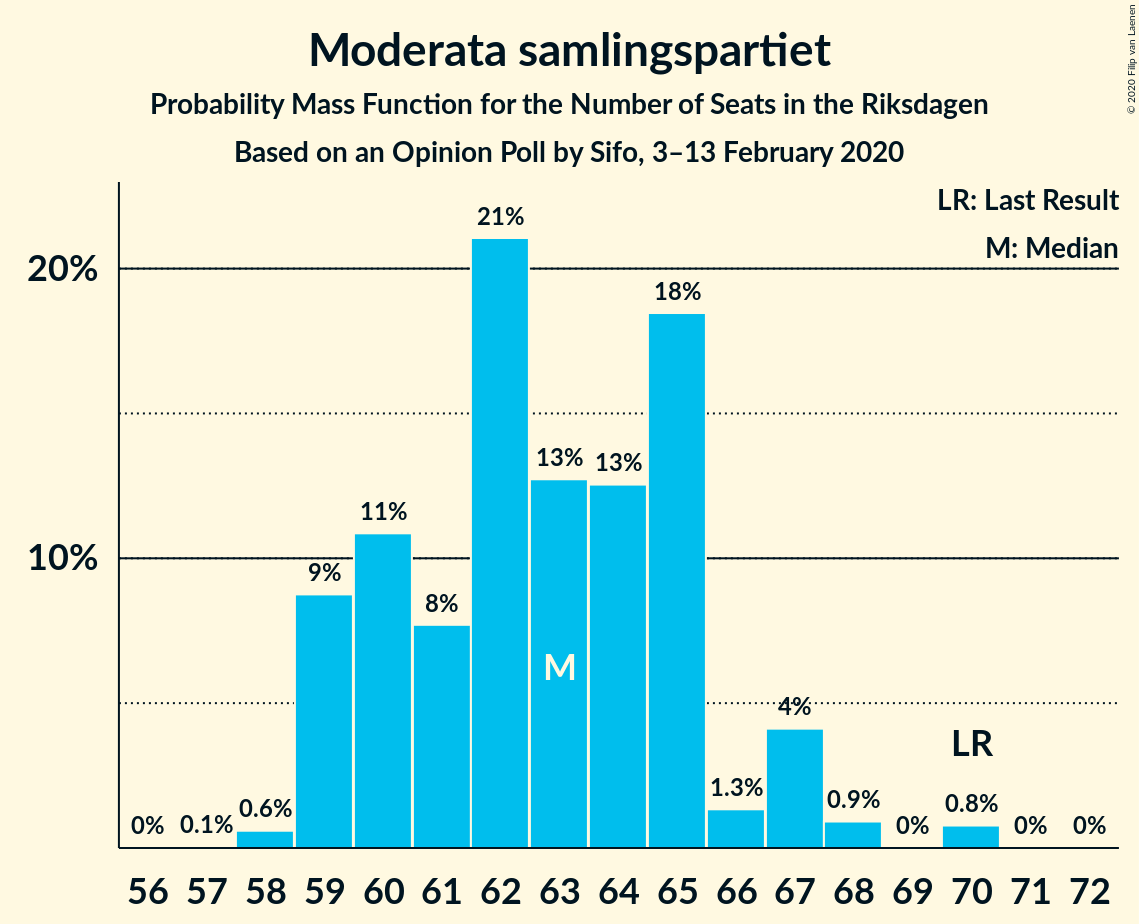 Moderata samlingspartiet
Probability Mass Function for the Number of Seats in the Riksdagen
Based on an Opinion Poll by Sifo, 3–13 February 2020
© 2020 Filip van Laenen
LR: Last Result
M: Median
20%
10%
0%
0.1%
0.6%
9%
11%
8%
21%
13%
13%
18%
1.3%
4%
0.9%
0%
0.8%
0%
0%
M
LR
56 57 58 59 60 61 62 63 64 65 66 67 68 69 70 71 72